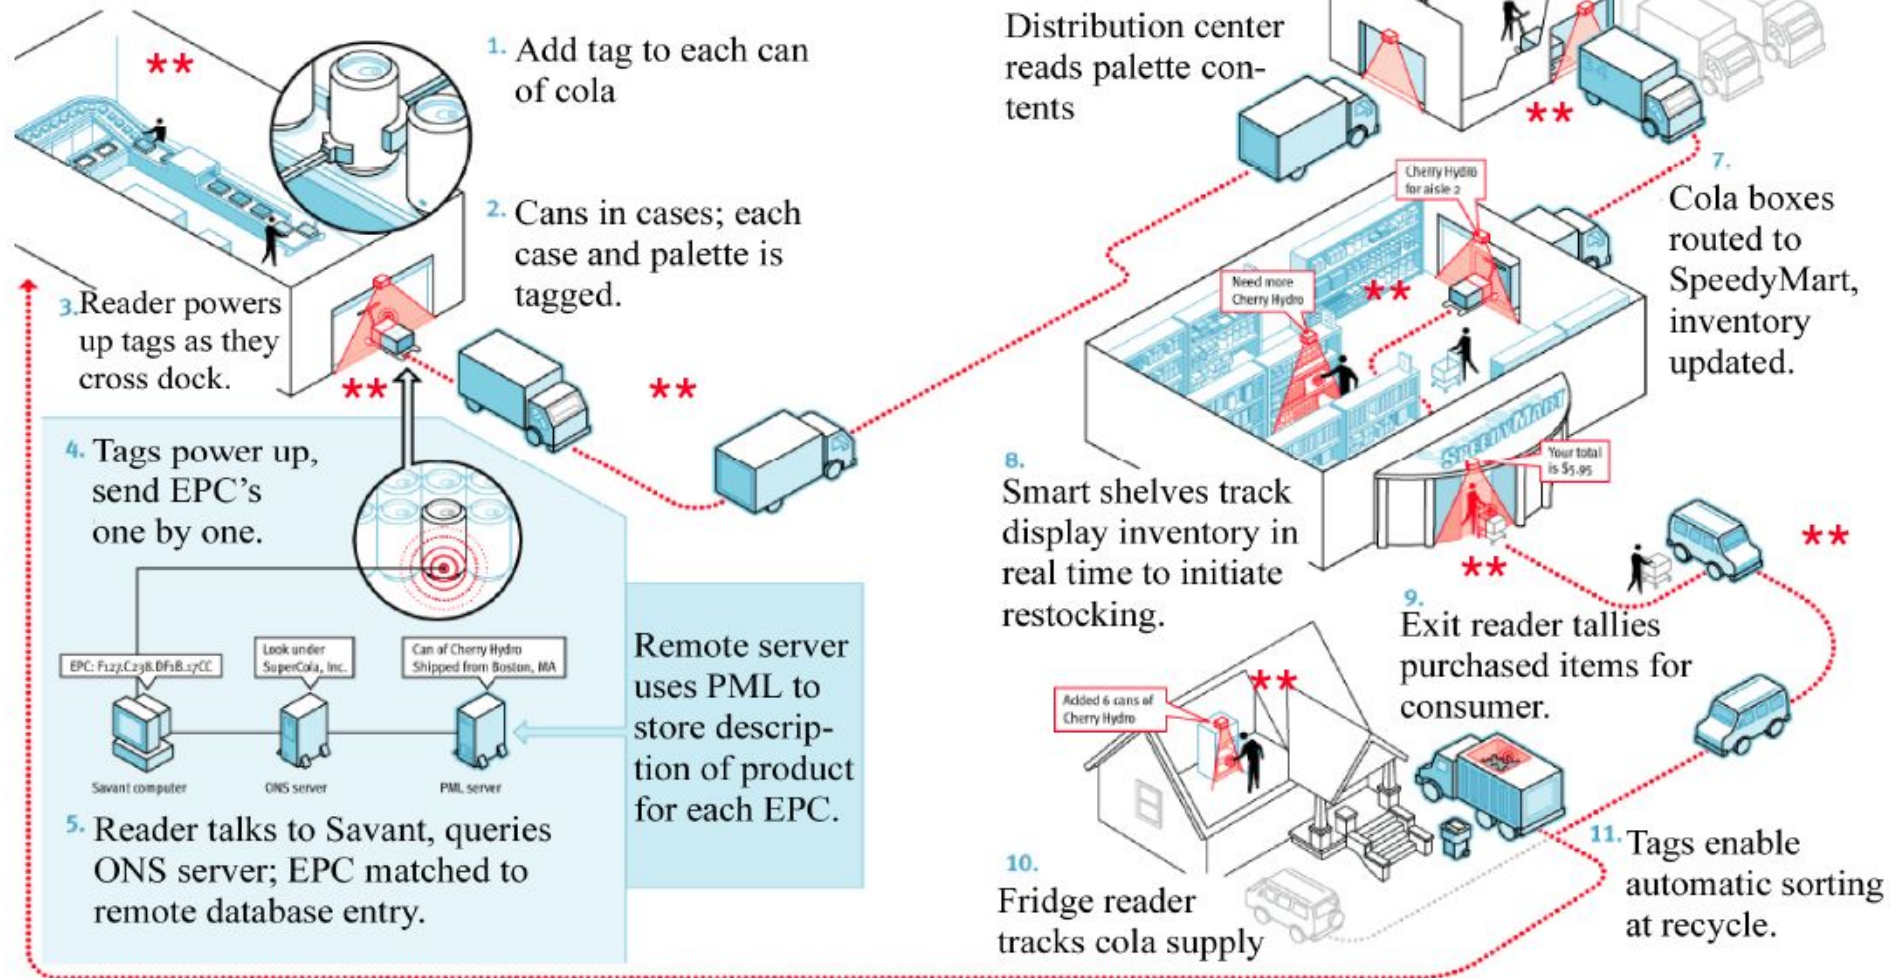 **
1. Add tag to each can
of cola
2. Cans in cases; each
case and palette is
tagged.
3. Reader powers
up tags as they
cross dock.
**
**
4. Tags power up,
send EPC's
one by one.
EPC: F127.C238.DF1B.17CC
Look under
SuperCola, Inc.
Can of Cherry Hydro
Shipped from Boston, MA
Savant computer
ONS server
PML server
Remote server
uses PML to
store descrip-
tion of product
for each EPC.
5. Reader talks to Savant, queries
ONS server; EPC matched to
remote database entry.
Distribution center
reads palette con-
tents
34
**
7.
Cola boxes
routed to
SpeedyMart,
inventory
updated.
Cherry Hydro
for aisle 2
Need more
Cherry Hydro
**
SPEEDYMART
Your total
is $5.95
8.
Smart shelves track
display inventory in
real time to initiate
restocking.
**
**
9.
Exit reader tallies
purchased items for
consumer.
Added 6 cans of
Cherry Hydro
**
10.
Fridge reader
tracks cola supply
11. Tags enable
automatic sorting
at recycle.